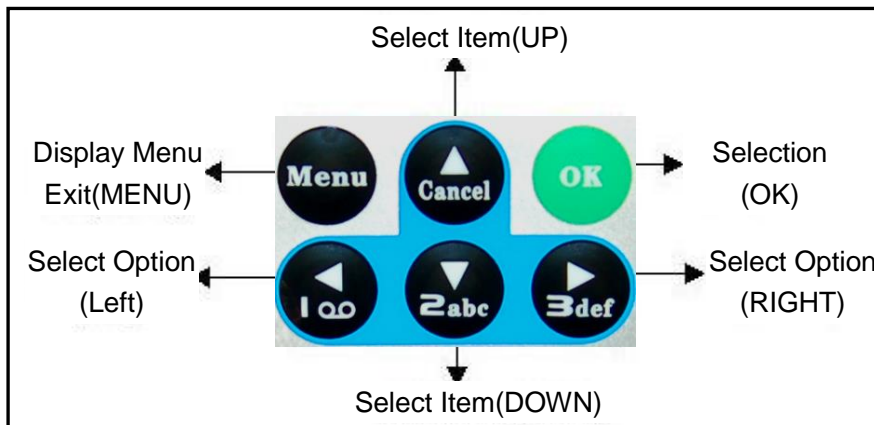 Select Item(UP)
Display Menu
Exit(MENU)
Menu
Cancel
OK
Selection
(OK)
Select Option
(Left)
1
2abc
3def
Select Option
(RIGHT)
Select Item(DOWN)